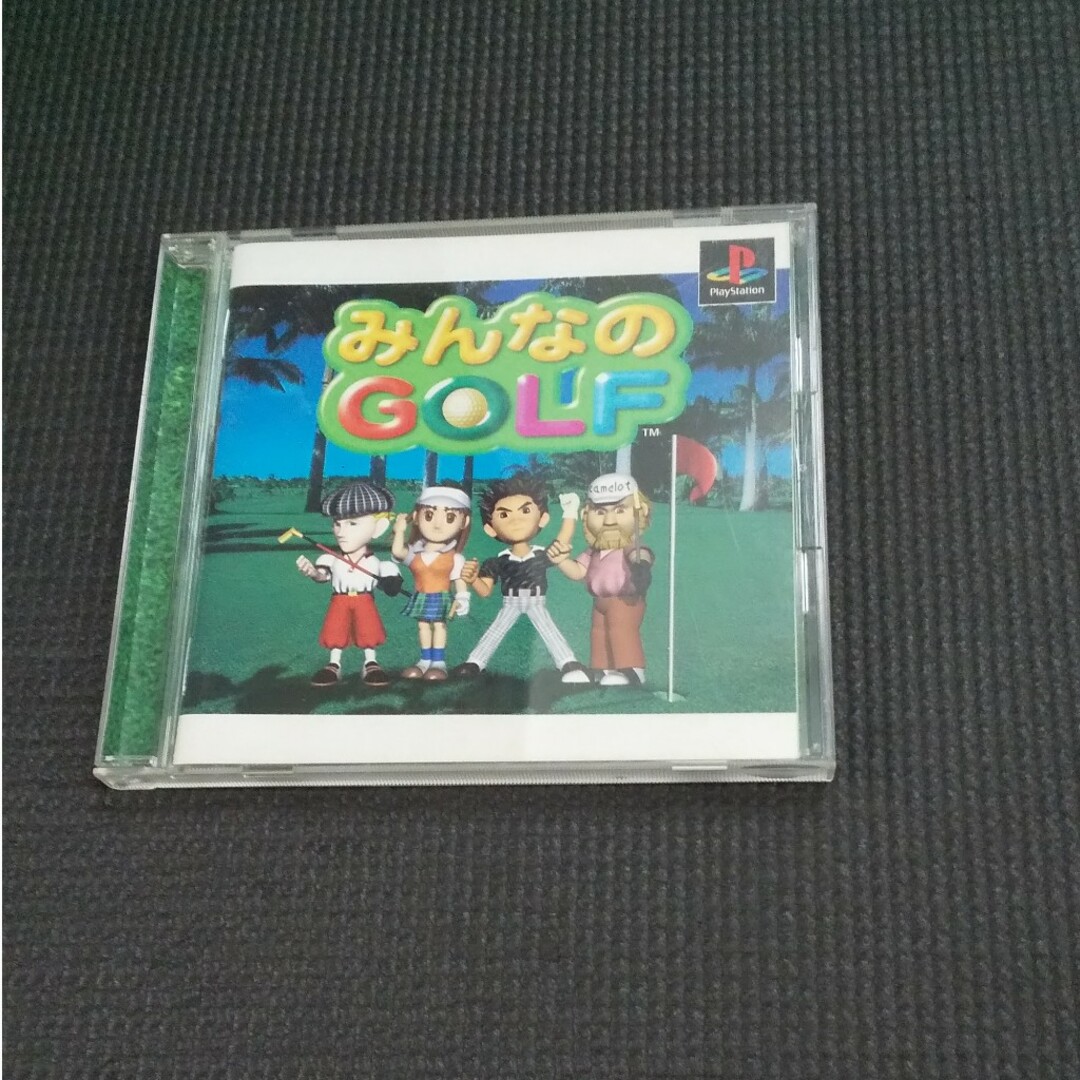 PlayStation
みんなの
GOLF
TM
camelot